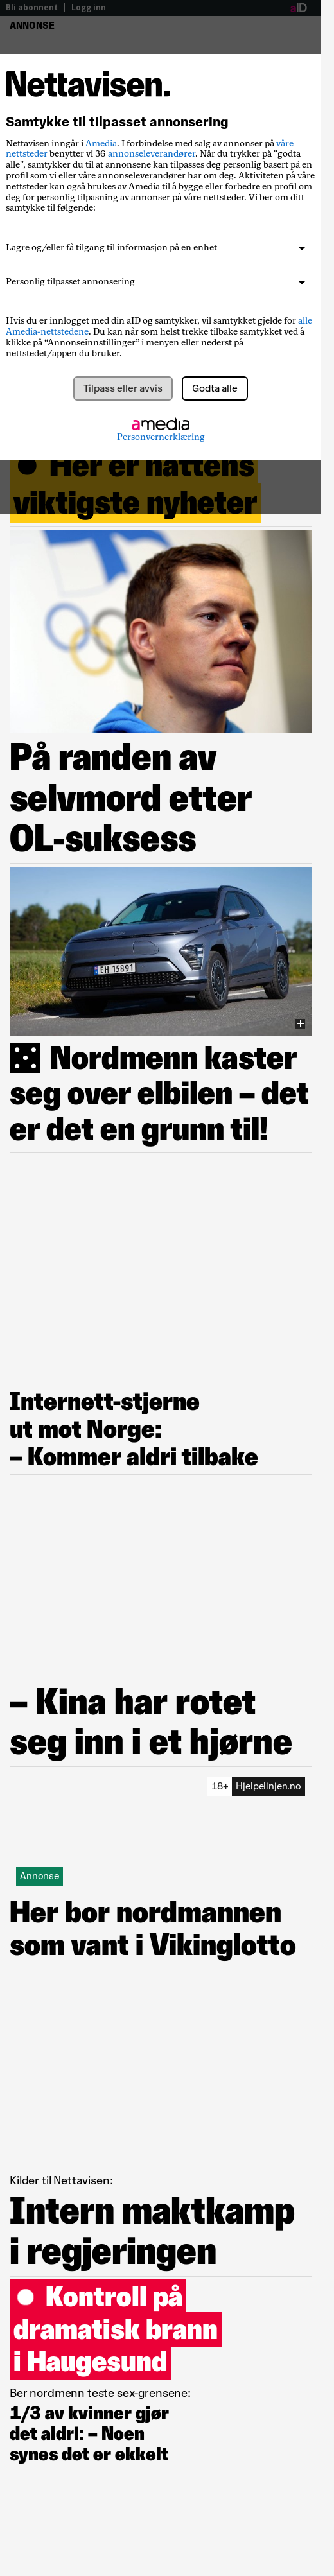 Bli abonnent | Logg inn
aID
ANNONSE
Nettavisen.
Samtykke til tilpasset annonsering
Nettavisen inngår i Amedia. I forbindelse med salg av annonser på våre
nettsteder benytter vi 36 annonseleverandører. Når du trykker på "godta
alle", samtykker du til at annonsene kan tilpasses deg personlig basert på en
profil som vi eller våre annonseleverandører har om deg. Aktiviteten på våre
nettsteder kan også brukes av Amedia til å bygge eller forbedre en profil om
deg for personlig tilpasning av annonser på våre nettsteder. Vi ber om ditt
samtykke til følgende:
Lagre og/eller få tilgang til informasjon på en enhet
Personlig tilpasset annonsering
Hvis du er innlogget med din aID og samtykker, vil samtykket gjelde for alle
Amedia-nettstedene. Du kan når som helst trekke tilbake samtykket ved å
klikke på “Annonseinnstillinger” i menyen eller nederst på
nettstedet/appen du bruker.
Tilpass eller avvis
Godta alle
amedia
Personvernerklæring
Her er nattens
viktigste nyheter
På randen av
selvmord etter
OL-suksess
EH 15891
Nordmenn kaster
seg over elbilen – det
er det en grunn til!
Internett-stjerne
ut mot Norge:
– Kommer aldri tilbake
– Kina har rotet
seg inn i et hjørne
18+ Hjelpelinjen.no
Annonse
Her bor nordmannen
som vant i Vikinglotto
Kilder til Nettavisen:
Intern maktkamp
i regjeringen
Kontroll på
dramatisk brann
i Haugesund
Ber nordmenn teste sex-grensene:
1/3 av kvinner gjør
det aldri: – Noen
synes det er ekkelt